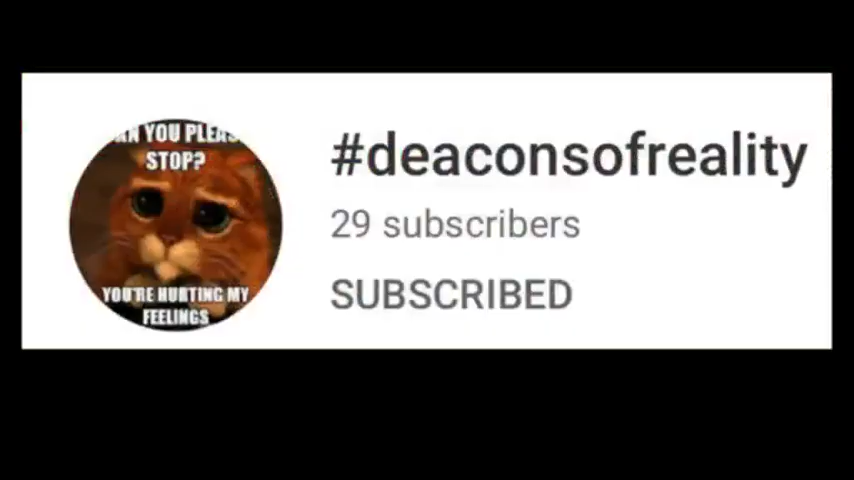 YOU
STOP?
YOU'RE HURTING MY
FEELINGS
#deaconsofreality
29 subscribers
SUBSCRIBED